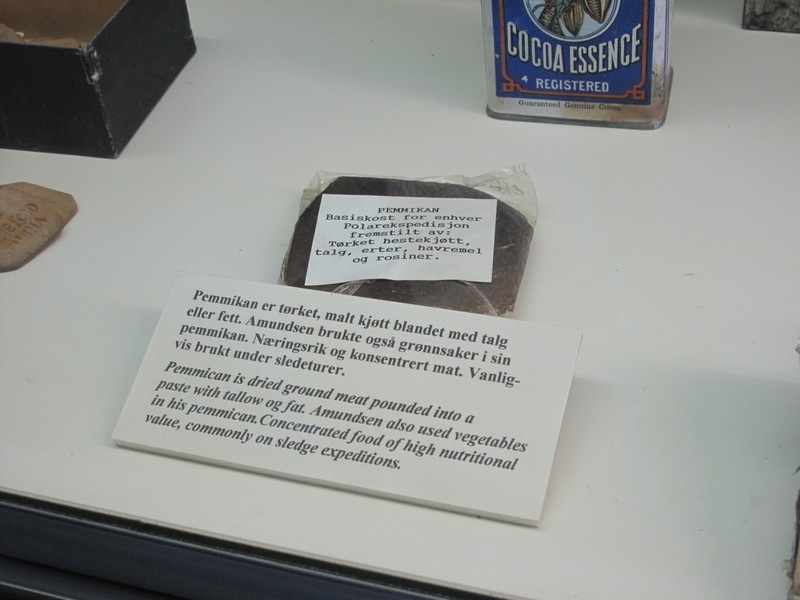 COCOA ESSENCE
REGISTERED
Guaranteed Genuine Cocoa
PEMMIKAN
Basiskost for enhver
Polarekspedisjon
fremstilt av:
Tørket hestekjøtt,
talg, erter, havremel
og rosiner.
Pemmikan er tørket, malt kjøtt blandet med talg
eller fett. Amundsen brukte også grønnsaker i sin
pemmikan. Næringsrik og konsentrert mat. Vanlig-
vis brukt under sledeturer.
Pemmican is dried ground meat pounded into a
paste with tallow og fat. Amundsen also used vegetables
in his pemmican.Concentrated food of high nutritional
value, commonly on sledge expeditions.